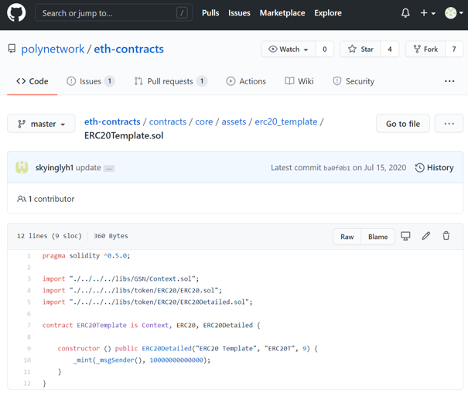 Search or jump to... / Pulls Issues Marketplace Explore
polynetwork / eth-contracts Watch 0 Star 4 Fork 7
Code Issues 1 Pull requests 1 Actions Wiki Security ...
master eth-contracts / contracts / core / assets / erc20_template / Go to file ...
ERC20Template.sol
skyinglyh1 update ... Latest commit ba0f0b1 on Jul 15, 2020 History
1 contributor
12 lines (9 sloc) 360 Bytes Raw Blame
1 pragma solidity ^0.5.0;
2
3 import "./../../../libs/GSN/Context.sol";
4 import "./../../../libs/token/ERC20/ERC20.sol";
5 import "./../../../libs/token/ERC20/ERC20Detailed.sol";
6
7 contract ERC20Template is Context, ERC20, ERC20Detailed {
8
9 constructor () public ERC20Detailed("ERC20 Template", "ERC20T", 9) {
10 _mint(_msgSender(), 10000000000000);
11 }
12 }